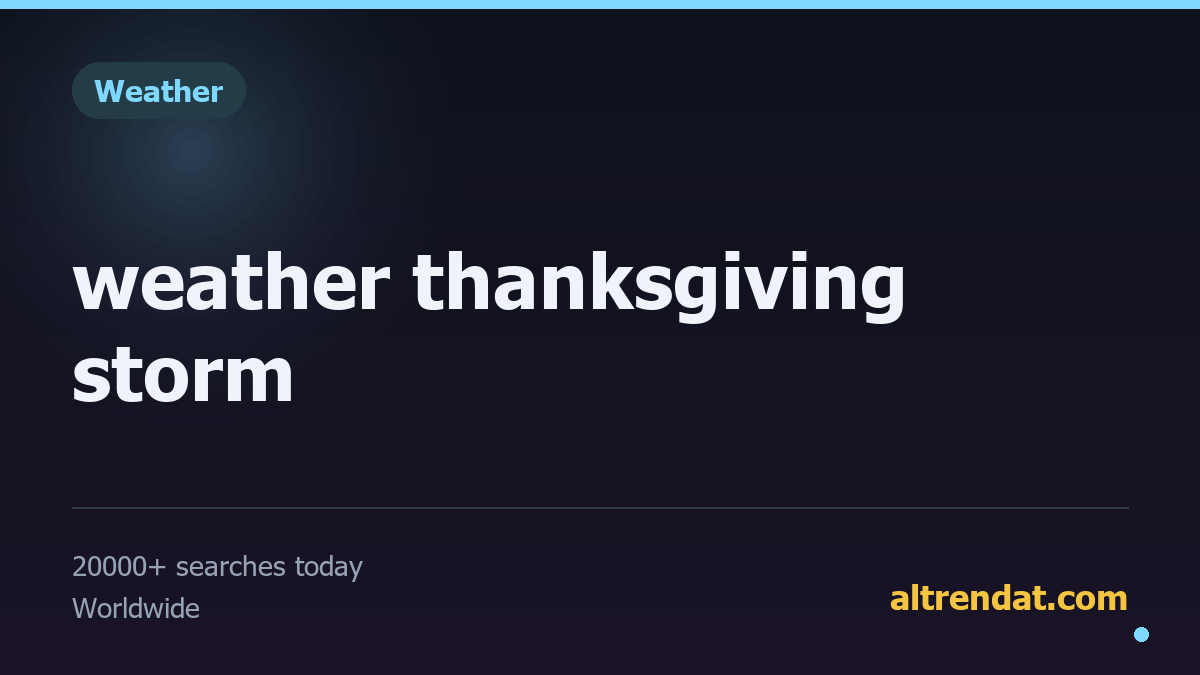 Weather
weather thanksgiving
storm
20000+ searches today
Worldwide
altrendat.com